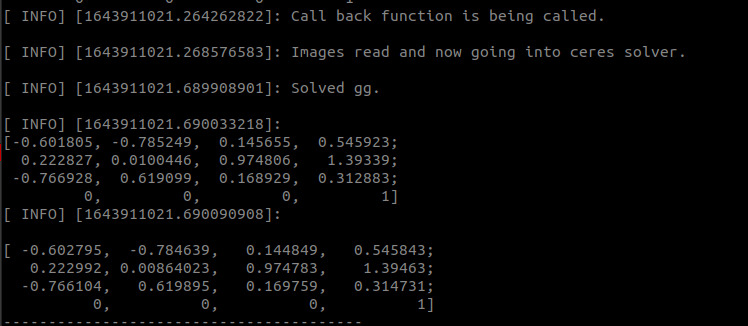 [ INFO] [1643911021.264262822]: Call back function is being called.
[ INFO] [1643911021.268576583]: Images read and now going into ceres solver.
[ INFO] [1643911021.689908901]: Solved gg.
[ INFO] [1643911021.690033218]:
[-0.601805, -0.785249, 0.145655, 0.545923;
0.222827, 0.0100446, 0.974806, 1.39339;
-0.766928, 0.619099, 0.168929, 0.312883;
0, 0, 0, 1]
[ INFO] [1643911021.690090908]:
[ -0.602795, -0.784639, 0.144849, 0.545843;
0.222992, 0.00864023, 0.974783, 1.39463;
-0.766104, 0.619895, 0.169759, 0.314731;
0, 0, 0, 1]
----------------------------------------